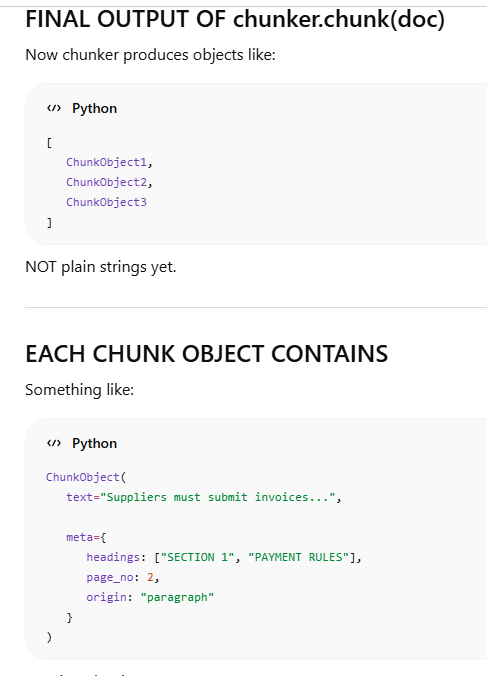 FINAL OUTPUT OF chunker.chunk(doc)
Now chunker produces objects like:
</> Python
[
ChunkObject1,
ChunkObject2,
ChunkObject3
]
NOT plain strings yet.
EACH CHUNK OBJECT CONTAINS
Something like:
</> Python
ChunkObject(
text="Suppliers must submit invoices...",
meta={
headings: ["SECTION 1", "PAYMENT RULES"],
page_no: 2,
origin: "paragraph"
}
)